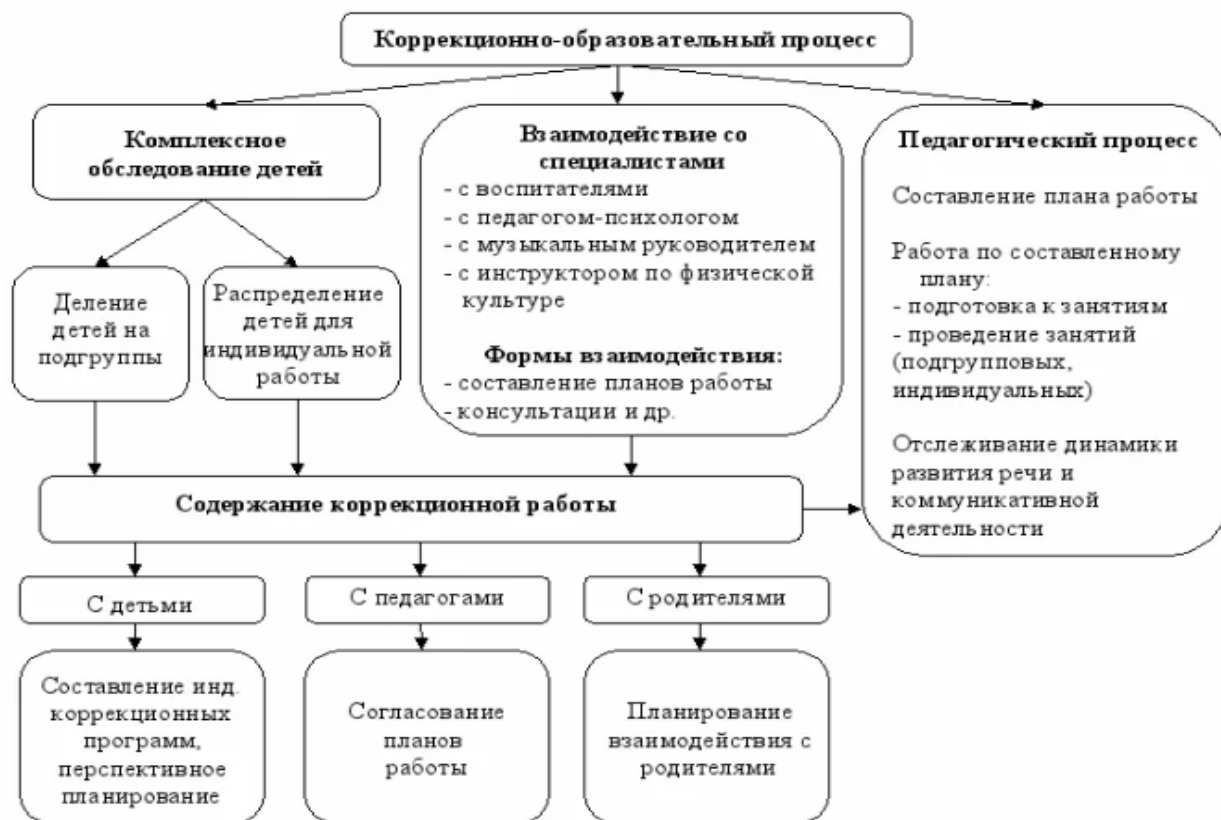 Коррекционно-образовательный процесс
Комплексное
обследование детей
Деление
детей на
подгруппы
Распределение
детей для
индивидуальной
работы
Взаимодействие со
специалистами
- с воспитателями
- с педагогом-психологом
- с музыкальным руководителем
- с инструктором по физической
культуре
Формы взаимодействия:
- составление планов работы
- консультации и др.
Педагогический процесс
Составление плана работы
Работа по составленному
плану:
- подготовка к занятиям
- проведение занятий
(подгрупповых,
индивидуальных)
Отслеживание динамики
развития речи и
коммуникативной
деятельности
Содержание коррекционной работы
С детьми
С педагогами
С родителями
Составление инд.
коррекционных
программ,
перспективное
планирование
Согласование
планов
работы
Планирование
взаимодействия с
родителями